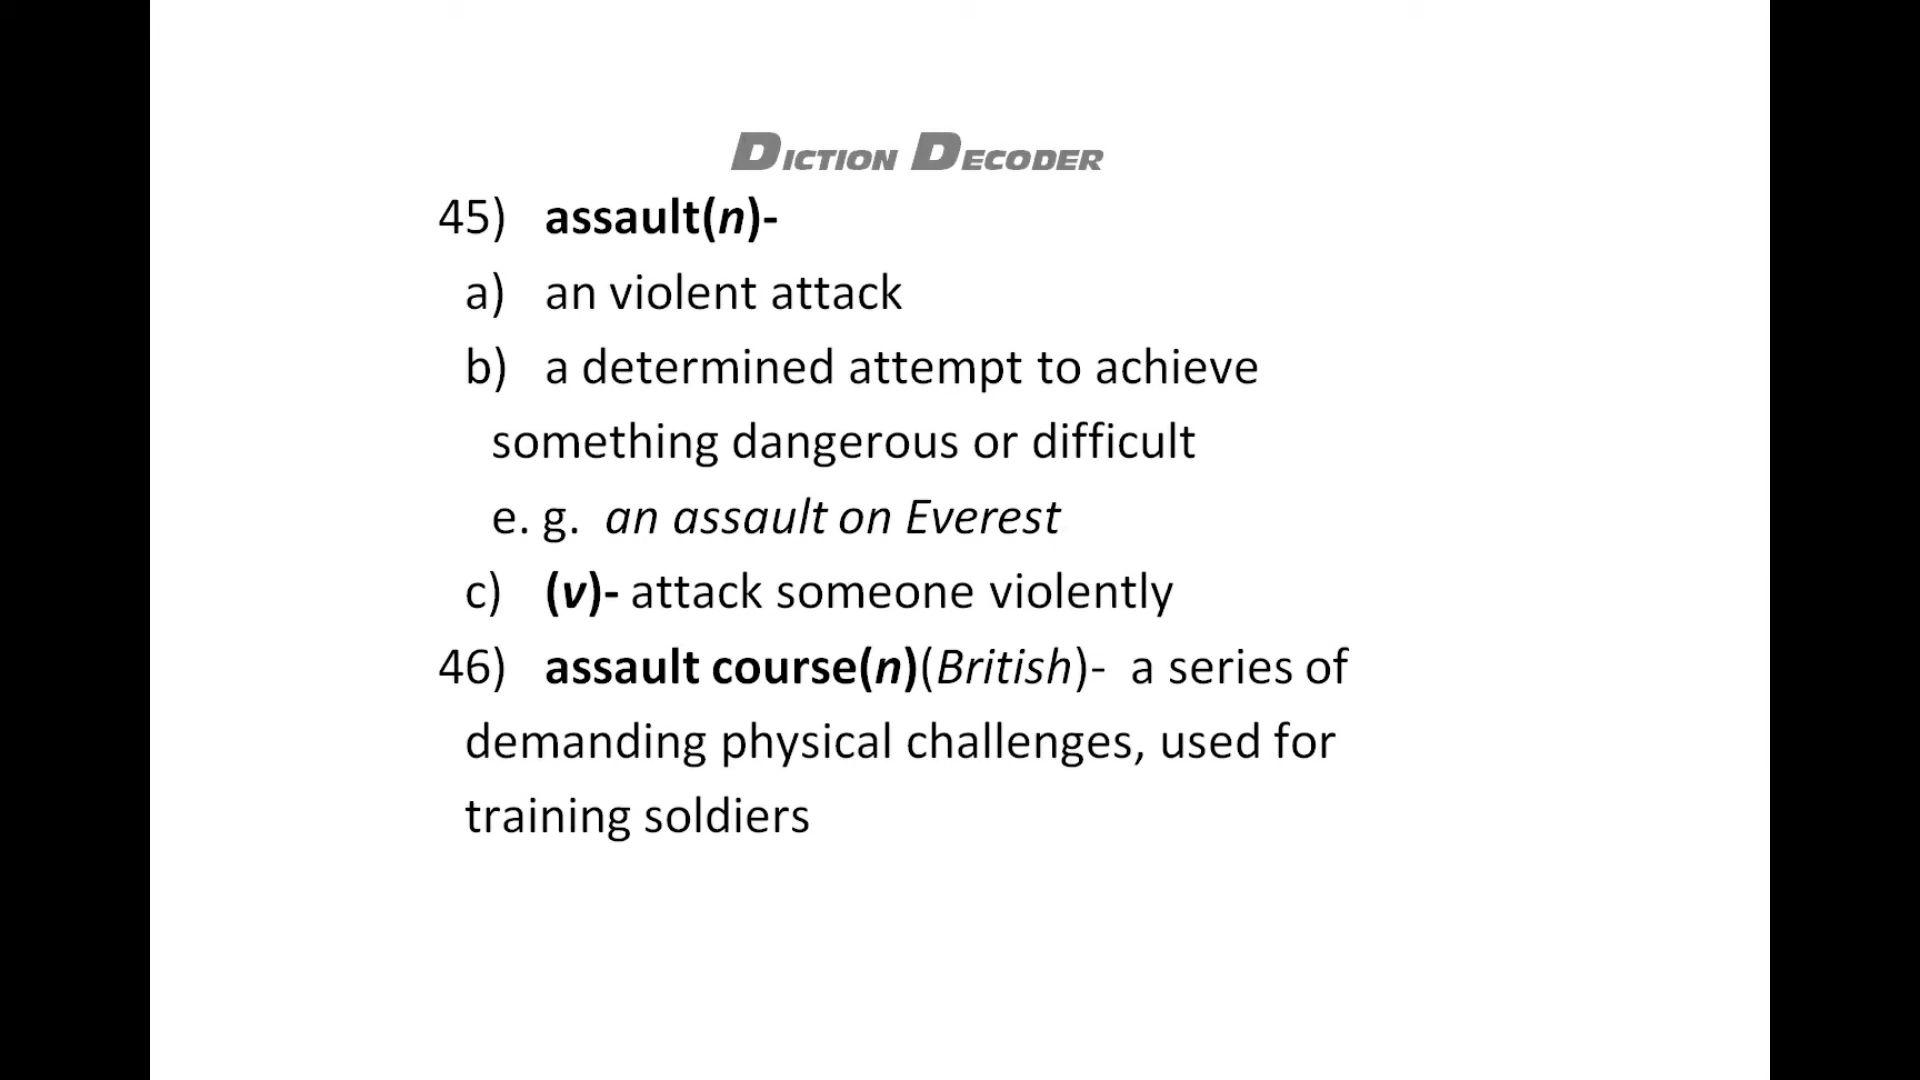 DICTION DECODER
45) assault(n)-
a) an violent attack
b) a determined attempt to achieve
something dangerous or difficult
e. g. an assault on Everest
c) (v)- attack someone violently
46) assault course(n)(British)- a series of
demanding physical challenges, used for
training soldiers